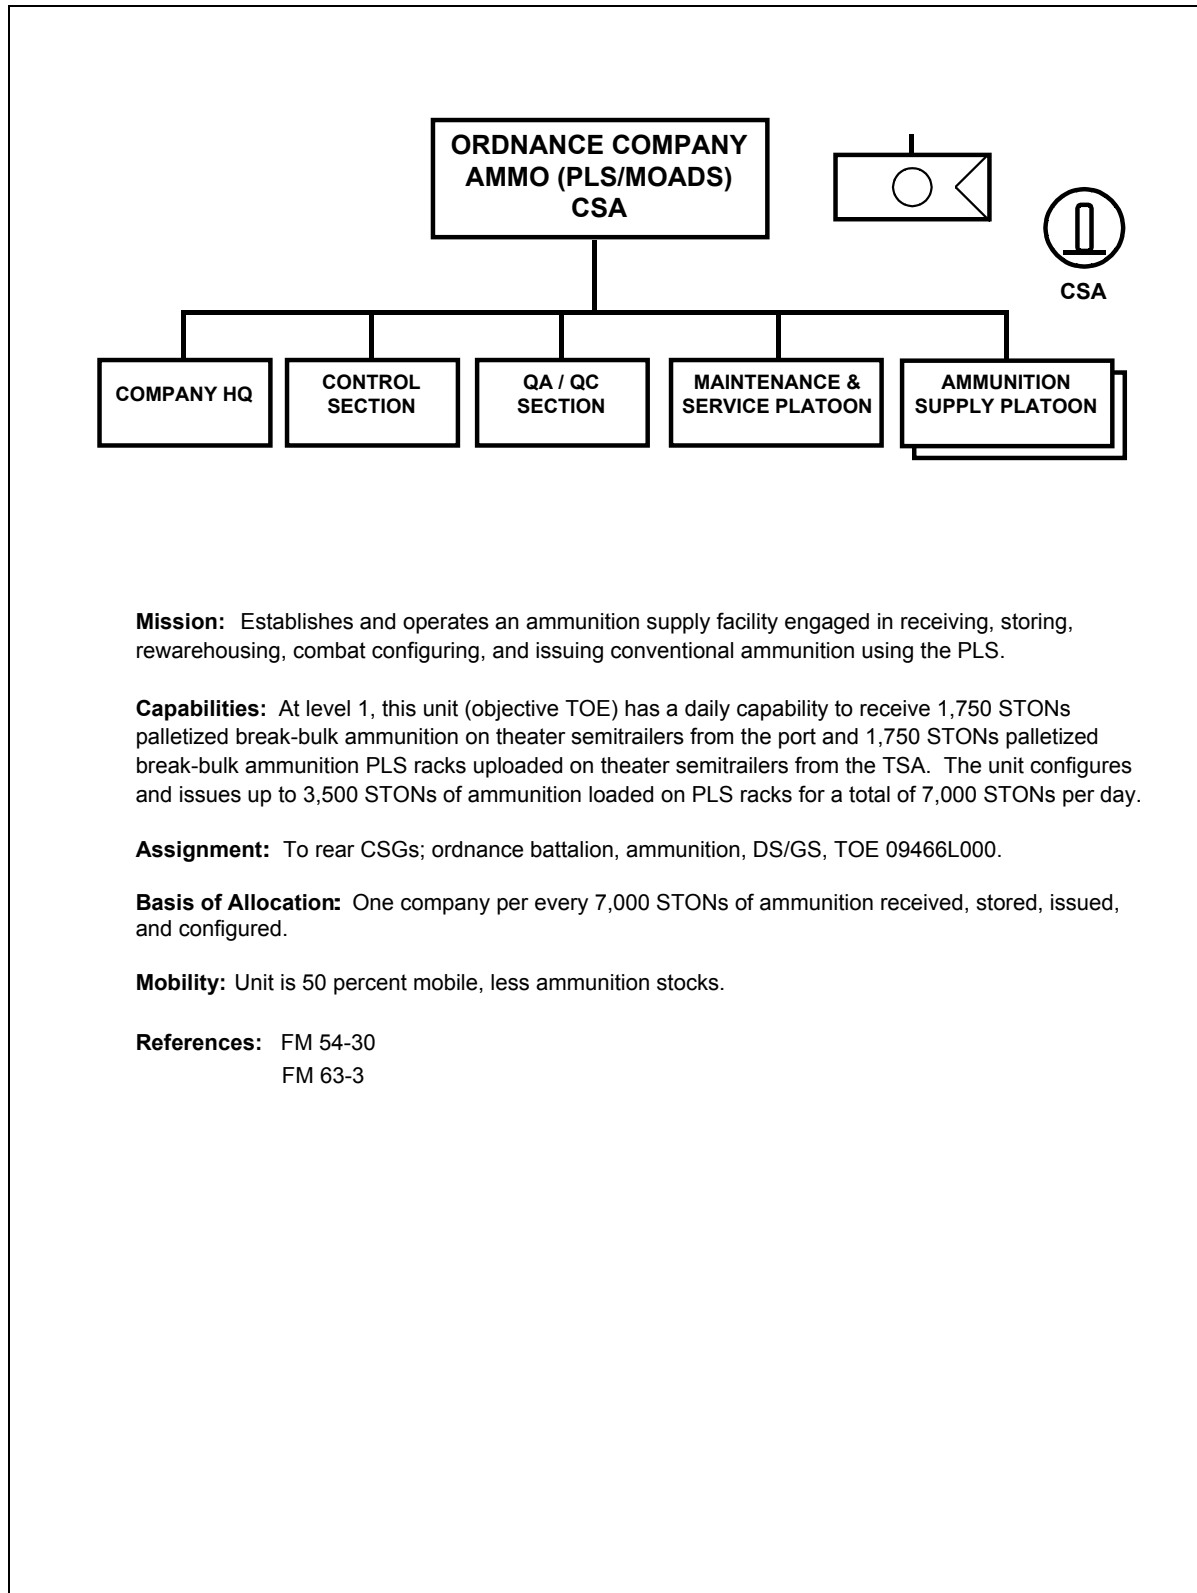 ORDNANCE COMPANY
AMMO (PLS/MOADS)
CSA
CSA
COMPANY HQ
CONTROL
SECTION
QA / QC
SECTION
MAINTENANCE &
SERVICE PLATOON
AMMUNITION
SUPPLY PLATOON
Mission: Establishes and operates an ammunition supply facility engaged in receiving, storing,
rewarehousing, combat configuring, and issuing conventional ammunition using the PLS.
Capabilities: At level 1, this unit (objective TOE) has a daily capability to receive 1,750 STONs
palletized break-bulk ammunition on theater semitrailers from the port and 1,750 STONs palletized
break-bulk ammunition PLS racks uploaded on theater semitrailers from the TSA. The unit configures
and issues up to 3,500 STONs of ammunition loaded on PLS racks for a total of 7,000 STONs per day.
Assignment: To rear CSGs; ordnance battalion, ammunition, DS/GS, TOE 09466L000.
Basis of Allocation: One company per every 7,000 STONs of ammunition received, stored, issued,
and configured.
Mobility: Unit is 50 percent mobile, less ammunition stocks.
References: FM 54-30
FM 63-3